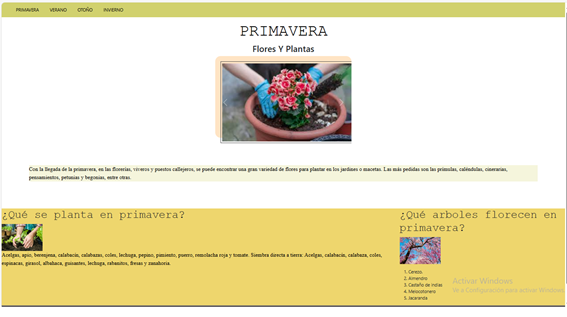 PRIMAVERA VERANO OTOÑO INVIERNO
PRIMAVERA
Flores Y Plantas
Con la llegada de la primavera, en las florerías, viveros y puestos callejeros, se puede encontrar una gran variedad de flores para plantar en los jardines o macetas. Las más pedidas son las prímulas, caléndulas, cinerarias,
pensamientos, petunias y begonias, entre otras.
¿Qué se planta en primavera?
Acelgas, apio, berenjena, calabacín, calabazas, coles, lechuga, pepino, pimiento, puerro, remolacha roja y tomate. Siembra directa a tierra: Acelgas, calabacín, calabaza, coles,
espinacas, girasol, albahaca, guisantes, lechuga, rabanitos, fresas y zanahoria.
¿Qué arboles florecen en
primavera?
1. Cerezo.
2. Almendro
3. Castaño de Indias
4. Melocotonero
5. Jacaranda
Activar Windows
Ve a Configuración para activar Windows.